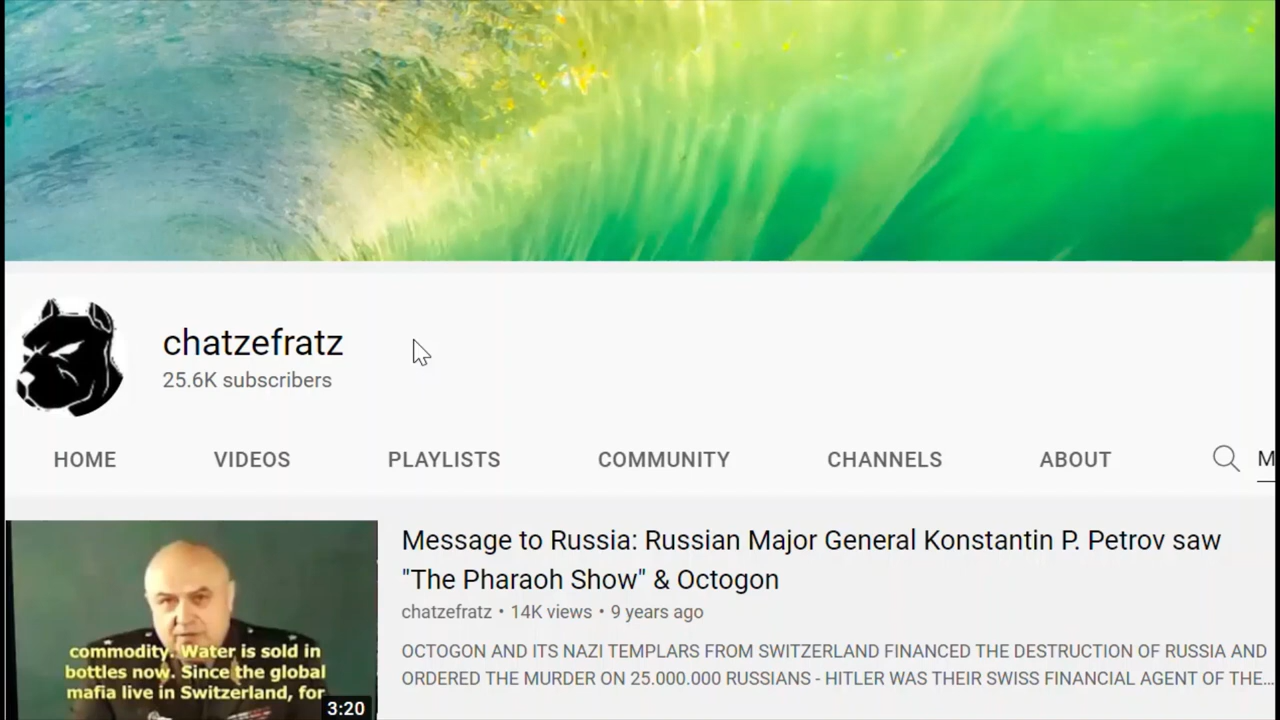 chatzefratz
25.6K subscribers
HOME VIDEOS PLAYLISTS COMMUNITY CHANNELS ABOUT M
Message to Russia: Russian Major General Konstantin P. Petrov saw
"The Pharaoh Show" & Octogon
chatzefratz • 14K views • 9 years ago
OCTOGON AND ITS NAZI TEMPLARS FROM SWITZERLAND FINANCED THE DESTRUCTION OF RUSSIA AND
ORDERED THE MURDER ON 25.000.000 RUSSIANS - HITLER WAS THEIR SWISS FINANCIAL AGENT OF THE...
commodity. Water is sold in
bottles now. Since the global
mafia live in Switzerland, for
3:20